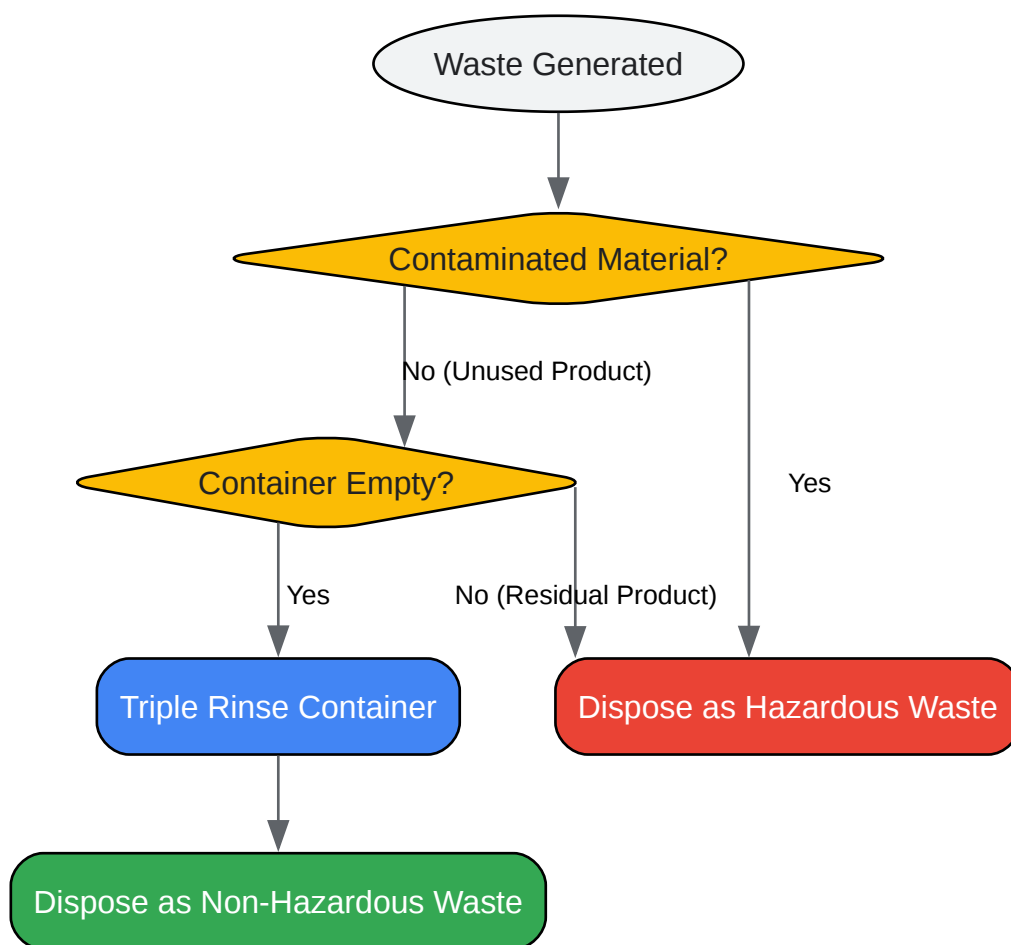 Waste Generated
Contaminated Material?
No (Unused Product)
Container Empty?
Yes
Yes
No (Residual Product)
Triple Rinse Container
Dispose as Hazardous Waste
Dispose as Non-Hazardous Waste